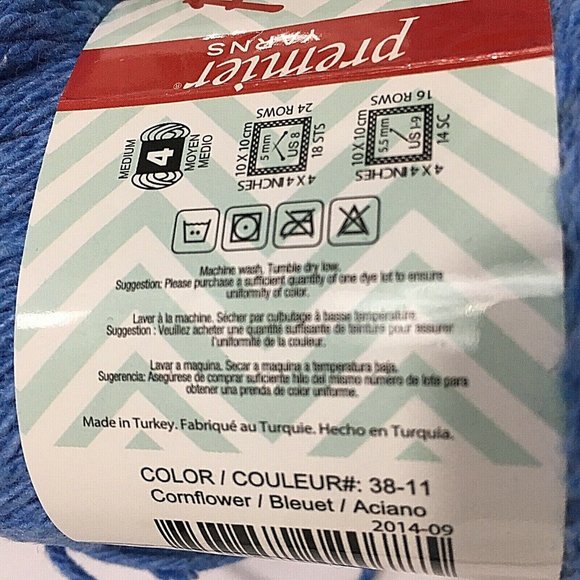 premier®
YARNS
MEDIUM
4
MOYEN
MEDIO
4 X 4 INCHES
10 X 10 cm
5 mm
US 8
18 STS
24 ROWS
4 X 4 INCHES
10 X 10 cm
5.5 mm
US I-9
14 SC
16 ROWS
Machine wash. Tumble dry low.
Suggestion: Please purchase a sufficient quantity of one dye lot to ensure
uniformity of color.
Laver à la machine. Sécher par culbutage à basse température.
Suggestion : Veuillez acheter une quantité suffisante de teinture pour assurer
l'uniformité de la couleur.
Lavar a maquina. Secar a maquina a temperatura baja.
Sugerencia: Asegúrese de comprar suficiente hilo del mismo número de lote para
obtener una prenda de color uniforme.
Made in Turkey. Fabriqué au Turquie. Hecho en Turquía.
COLOR / COULEUR#: 38-11
Cornflower / Bleuet / Aciano
2014-09